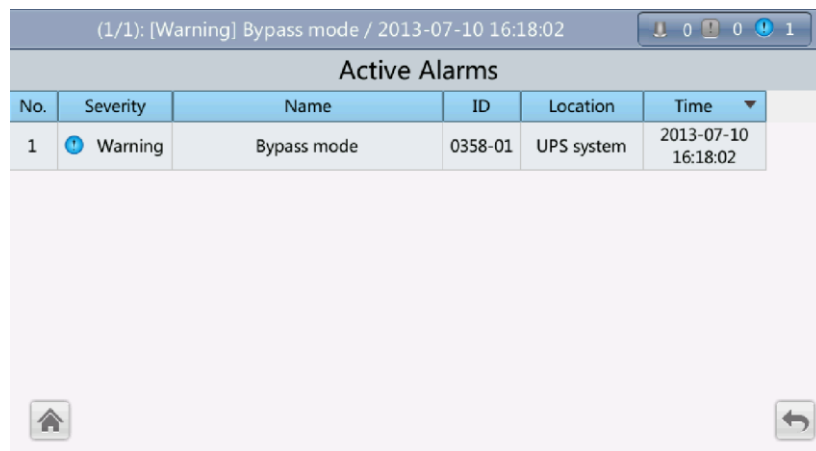 (1/1): [Warning] Bypass mode / 2013-07-10 16:18:02 0 0 1
Active Alarms
No. Severity Name ID Location Time
1 Warning Bypass mode 0358-01 UPS system 2013-07-10
16:18:02